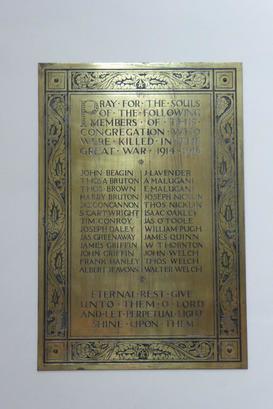 PRAY · FOR · THE · SOULS
OF · THE · FOLLOWING
MEMBERS · OF · THIS
CONGREGATION · WHO
WERE · KILLED · IN · THE
GREAT · WAR · 1914-1918
JOHN BEAGIN J·LAVENDER
THOS A BRUTON A MALUGANI
THOS BROWN E·MALUGANI
HARRY BRUTON JOSEPH NICKLIN
JAS CONCANNON THOS NICKLIN
S CARTWRIGHT ISAAC OAKLEY
TIM CONROY JAS O'TOOLE
JOSEPH DALEY WILLIAM PUGH
JAS GREENAWAY JAMES QUINN
JAMES GRIFFIN W THORNTON
JOHN GRIFFIN JOHN WELCH
FRANK HANLEY THOS WELCH
ALBERT JEAVONS WALTER WELCH
ETERNAL·REST·GIVE
UNTO·THEM·O·LORD
AND·LET·PERPETUAL·LIGHT
SHINE·UPON·THEM